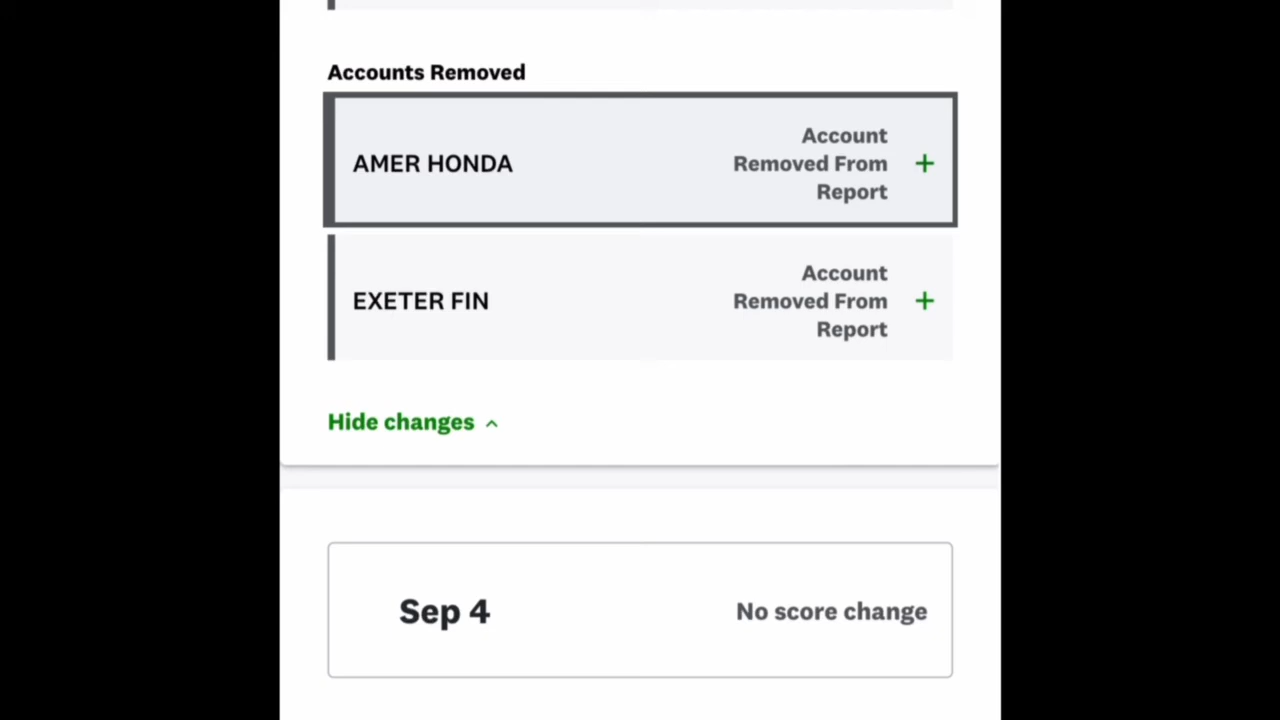 Accounts Removed
AMER HONDA
Account
Removed From
Report
+
EXETER FIN
Account
Removed From
Report
+
Hide changes
Sep 4
No score change